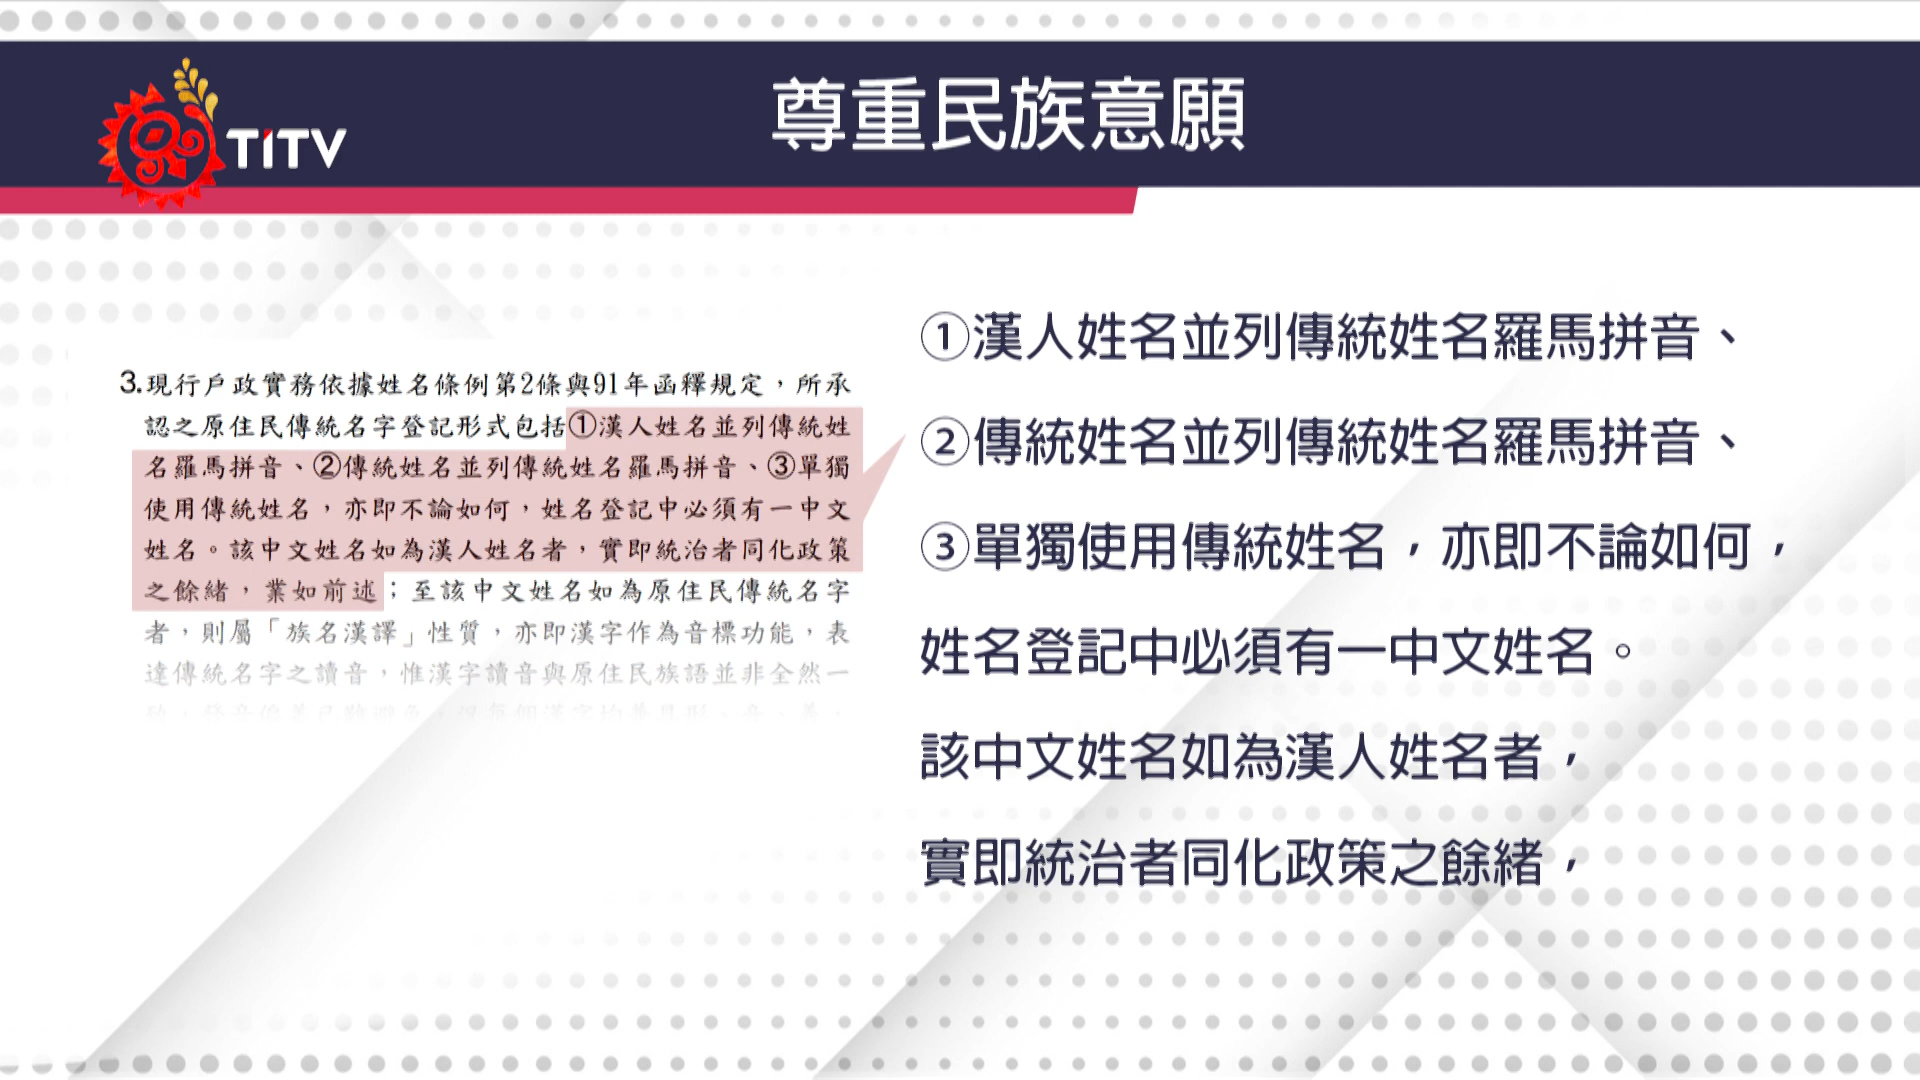 TITV
尊重民族意願
3.現行戶政實務依據姓名條例第2條與91年函釋規定，所承
認之原住民傳統名字登記形式包括①漢人姓名並列傳統姓
名羅馬拼音、②傳統姓名並列傳統姓名羅馬拼音、③單獨
使用傳統姓名，亦即不論如何，姓名登記中必須有一中文
姓名。該中文姓名如為漢人姓名者，實即統治者同化政策
之餘緒，業如前述；至該中文姓名如為原住民傳統名字
者，則屬「族名漢譯」性質，亦即漢字作為音標功能，表
達傳統名字之讀音，惟漢字讀音與原住民族語並非全然一
①漢人姓名並列傳統姓名羅馬拼音、
②傳統姓名並列傳統姓名羅馬拼音、
③單獨使用傳統姓名，亦即不論如何，
姓名登記中必須有一中文姓名。
該中文姓名如為漢人姓名者，
實即統治者同化政策之餘緒，